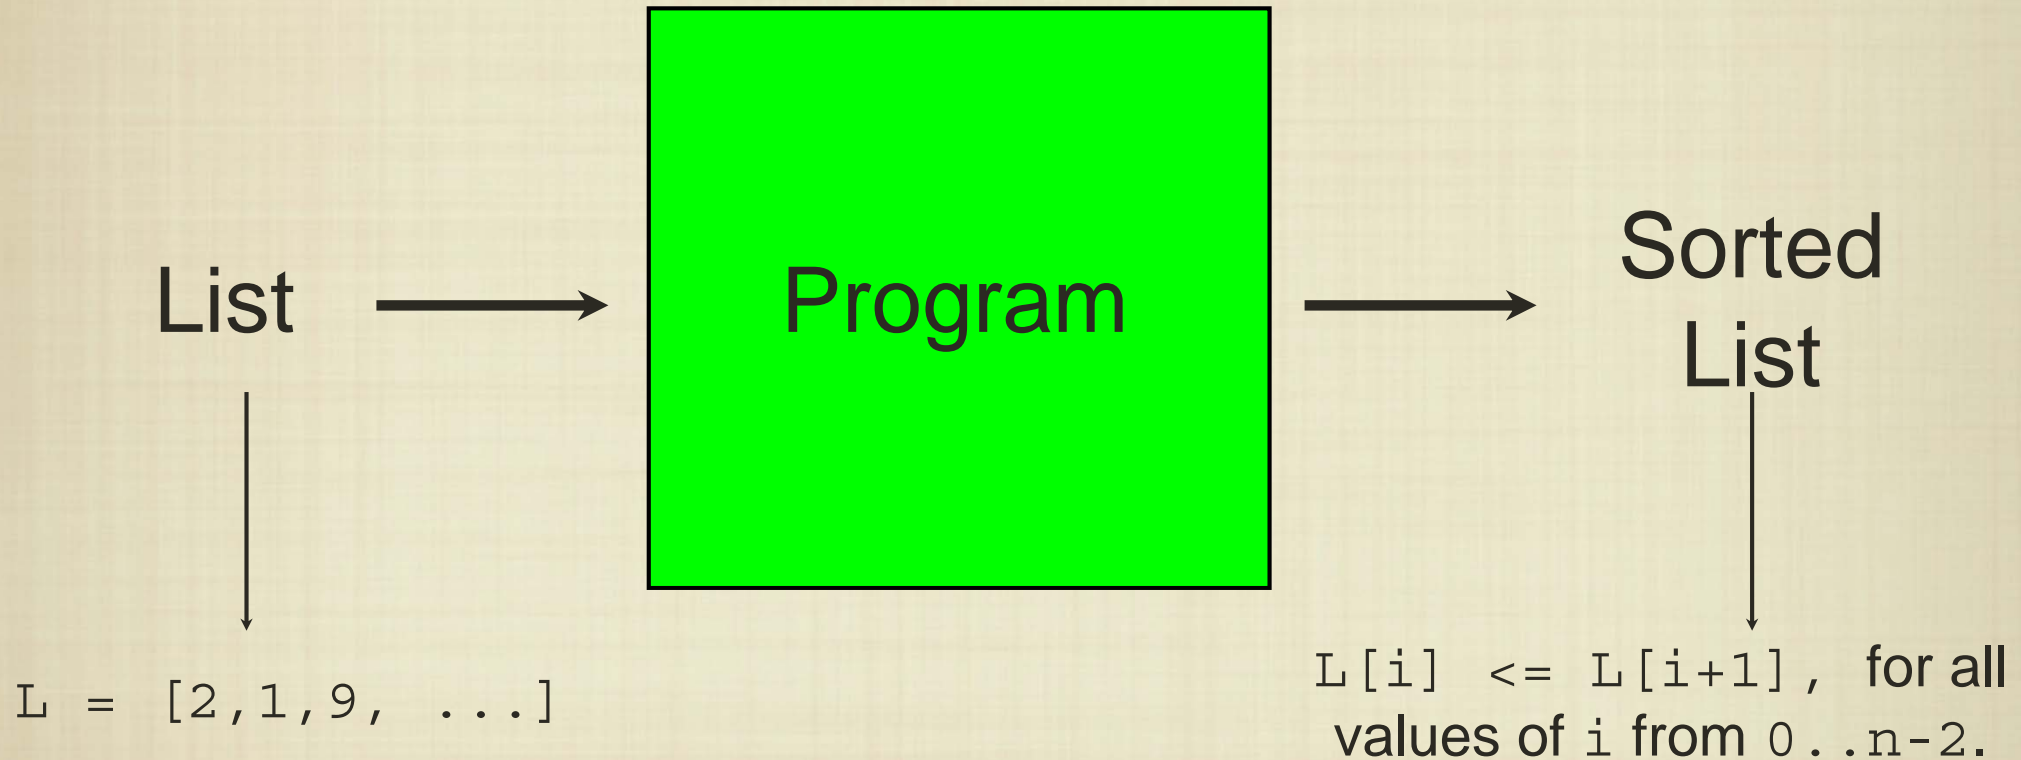 List
Program
Sorted
List
L = [2,1,9, ...]
L[i] <= L[i+1], for all
values of i from 0..n-2.